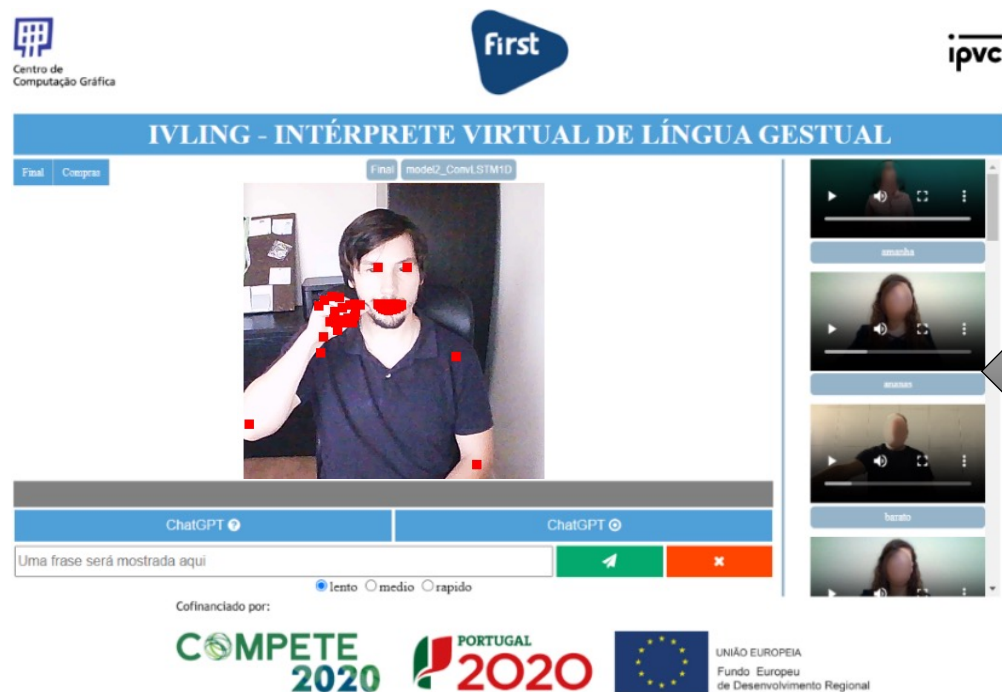 Centro de
Computação Gráfica
First
ipvc
IVLING - INTÉRPRETE VIRTUAL DE LÍNGUA GESTUAL
Final
Compras
Final
model2_ConvLSTM1D
amanha
ananas
barato
ChatGPT
ChatGPT
Uma frase será mostrada aqui
lento
medio
rapido
Cofinanciado por:
COMPETE
2020
PORTUGAL
2020
UNIÃO EUROPEIA
Fundo Europeu
de Desenvolvimento Regional